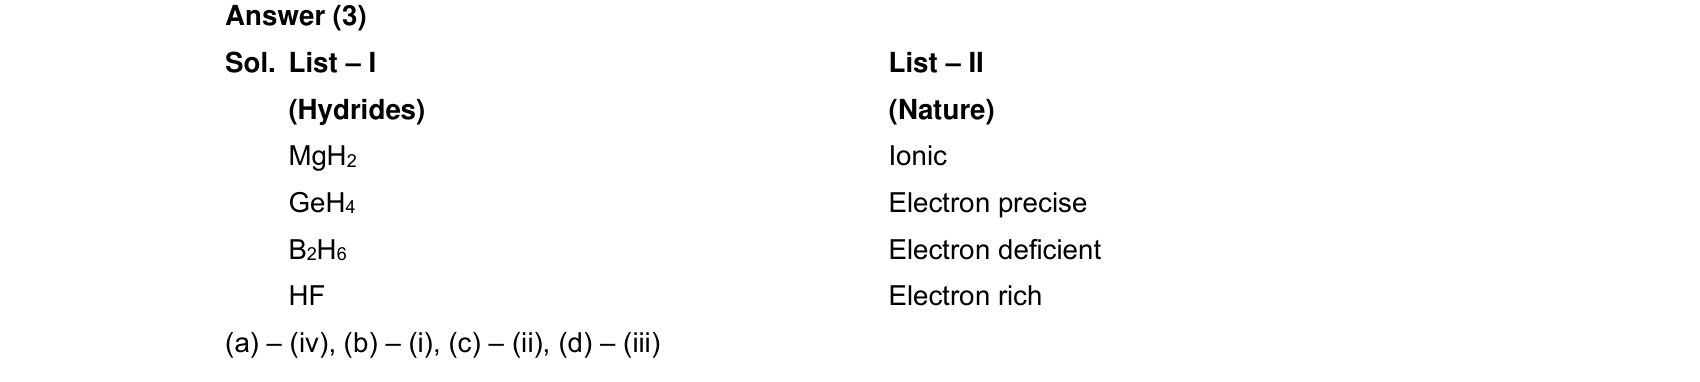 Answer (3)
Sol. List – I List – II
(Hydrides) (Nature)
MgH₂ Ionic
GeH₄ Electron precise
B₂H₆ Electron deficient
HF Electron rich
(a) – (iv), (b) – (i), (c) – (ii), (d) – (iii)